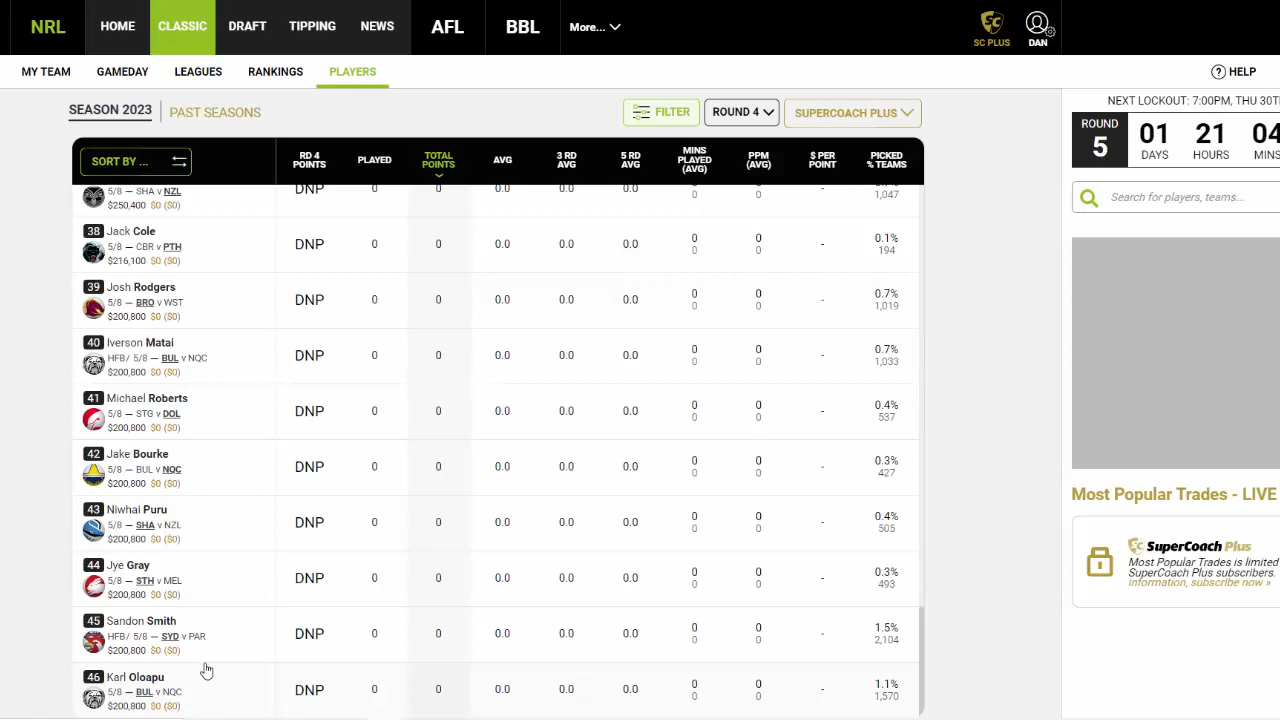 NRL HOME CLASSIC DRAFT TIPPING NEWS AFL BBL More... SC PLUS DAN
MY TEAM GAMEDAY LEAGUES RANKINGS PLAYERS HELP
SEASON 2023 PAST SEASONS FILTER ROUND 4 SUPERCOACH PLUS
NEXT LOCKOUT: 7:00PM, THU 30T
ROUND 5 01 DAYS 21 HOURS 04 MINS
Search for players, teams...
SORT BY ... RD 4 POINTS PLAYED TOTAL POINTS AVG 3 RD AVG 5 RD AVG MINS PLAYED (AVG) PPM (AVG) $ PER POINT PICKED % TEAMS
5/8 — SHA v NZL 0 0 1,047
$250,400 $0 ($0)
38 Jack Cole DNP 0 0 0.0 0.0 0.0 0 0 - 0.1%
5/8 — CBR v PTH 0 0 194
$216,100 $0 ($0)
39 Josh Rodgers DNP 0 0 0.0 0.0 0.0 0 0 - 0.7%
5/8 — BRO v WST 0 0 1,019
$200,800 $0 ($0)
40 Iverson Matai DNP 0 0 0.0 0.0 0.0 0 0 - 0.7%
HFB/ 5/8 — BUL v NQC 0 0 1,033
$200,800 $0 ($0)
41 Michael Roberts DNP 0 0 0.0 0.0 0.0 0 0 - 0.4%
5/8 — STG v DOL 0 0 537
$200,800 $0 ($0)
42 Jake Bourke DNP 0 0 0.0 0.0 0.0 0 0 - 0.3%
5/8 — BUL v NQC 0 0 427
$200,800 $0 ($0)
43 Niwhai Puru DNP 0 0 0.0 0.0 0.0 0 0 - 0.4%
5/8 — SHA v NZL 0 0 505
$200,800 $0 ($0)
44 Jye Gray DNP 0 0 0.0 0.0 0.0 0 0 - 0.3%
5/8 — STH v MEL 0 0 493
$200,800 $0 ($0)
45 Sandon Smith DNP 0 0 0.0 0.0 0.0 0 0 - 1.5%
HFB/ 5/8 — SYD v PAR 0 0 2,104
$200,800 $0 ($0)
46 Karl Oloapu DNP 0 0 0.0 0.0 0.0 0 0 - 1.1%
5/8 — BUL v NQC 0 0 1,570
$200,800 $0 ($0)
Most Popular Trades - LIVE
SC SuperCoach Plus
Most Popular Trades is limited
SuperCoach Plus subscribers.
information, subscribe now »